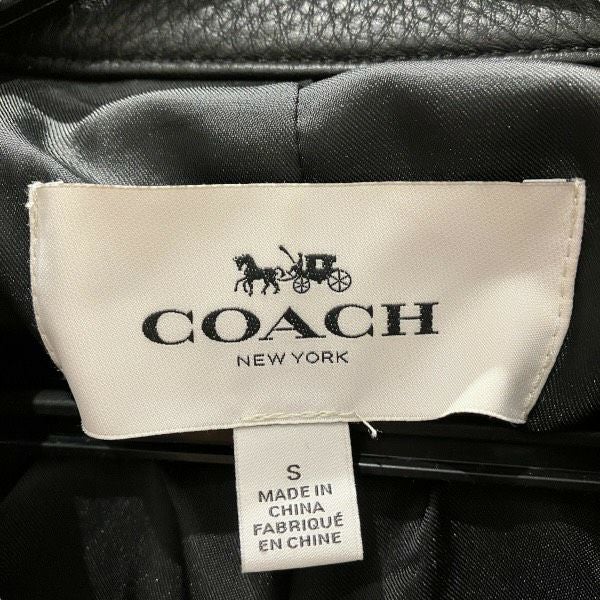 COACH
NEW YORK
S
MADE IN
CHINA
FABRIQUÉ
EN CHINE